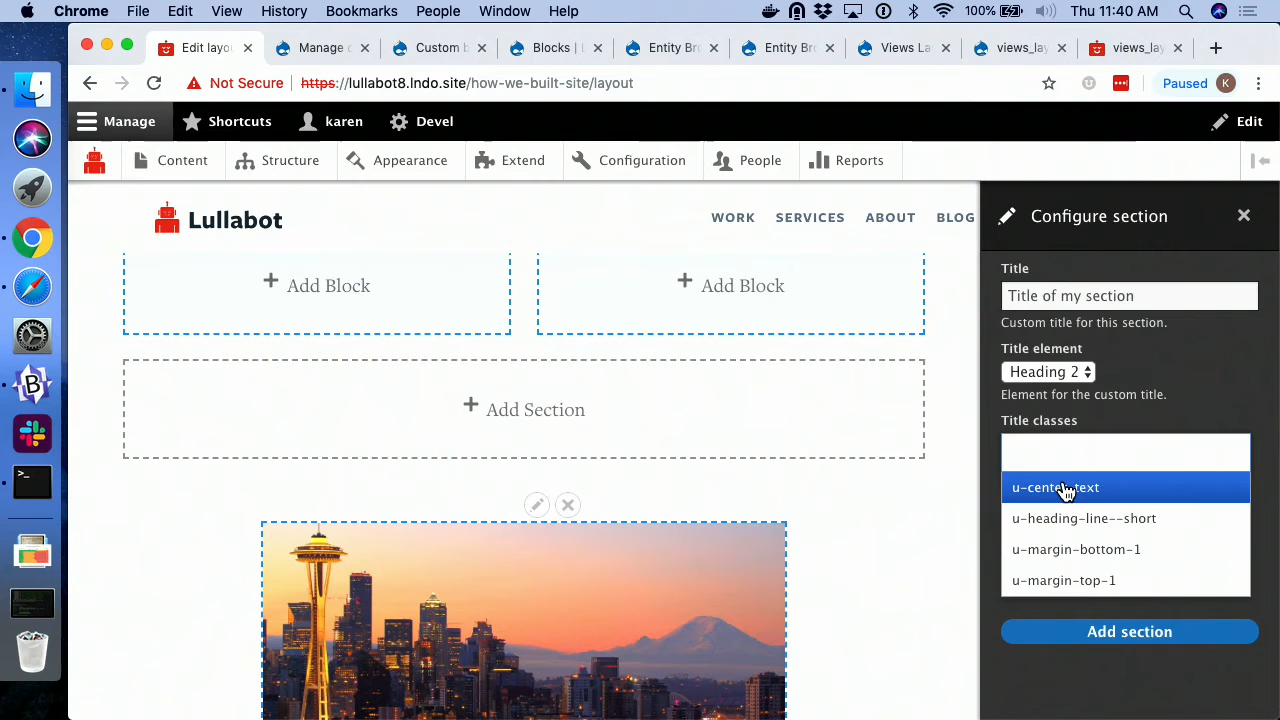 Chrome File Edit View History Bookmarks People Window Help 100% Thu 11:40 AM
Edit layou Manage Custom b Blocks | L Entity Bro Entity Bro Views La views_lay views_lay
Not Secure https://lullabot8.lndo.site/how-we-built-site/layout Paused K
Manage Shortcuts karen Devel Edit
Content Structure Appearance Extend Configuration People Reports
Lullabot WORK SERVICES ABOUT BLOG
Configure section
Title
Title of my section
Custom title for this section.
Title element
Heading 2
Element for the custom title.
Title classes
u-center-text
u-heading-line--short
u-margin-bottom-1
u-margin-top-1
Add section
+ Add Block + Add Block
+ Add Section